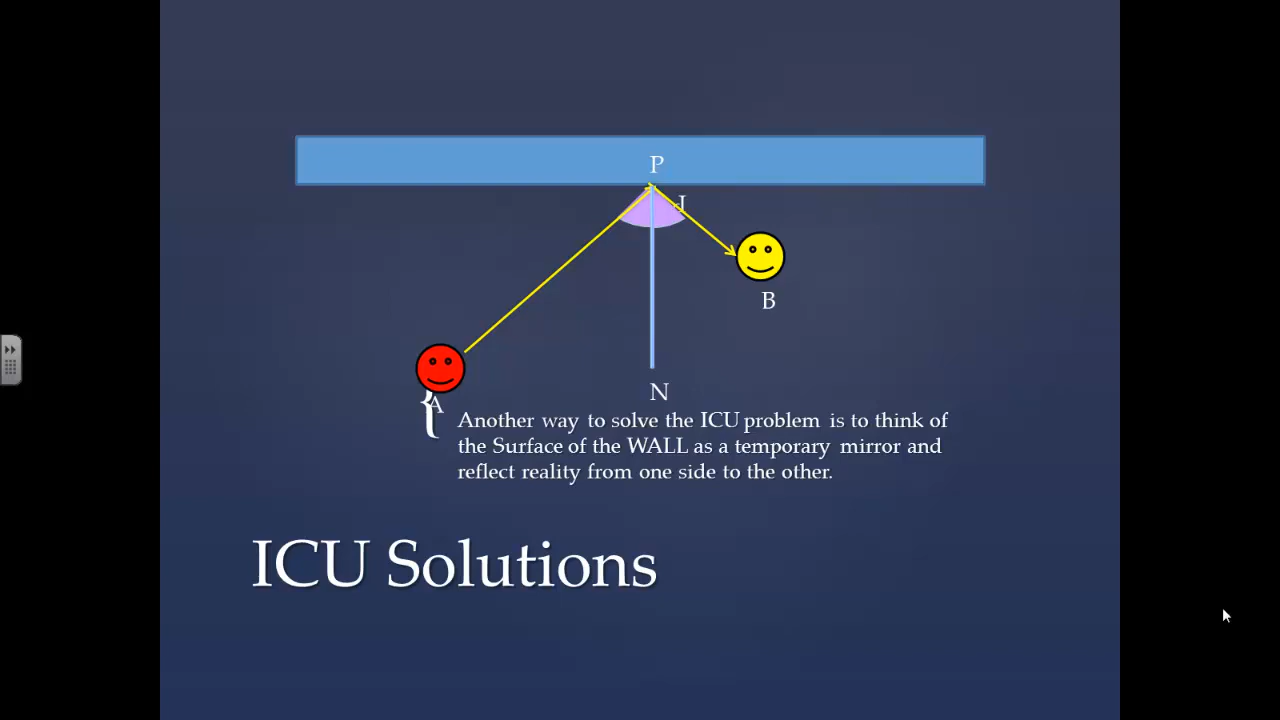 P
J
B
A
N
Another way to solve the ICU problem is to think of
the Surface of the WALL as a temporary mirror and
reflect reality from one side to the other.
ICU Solutions